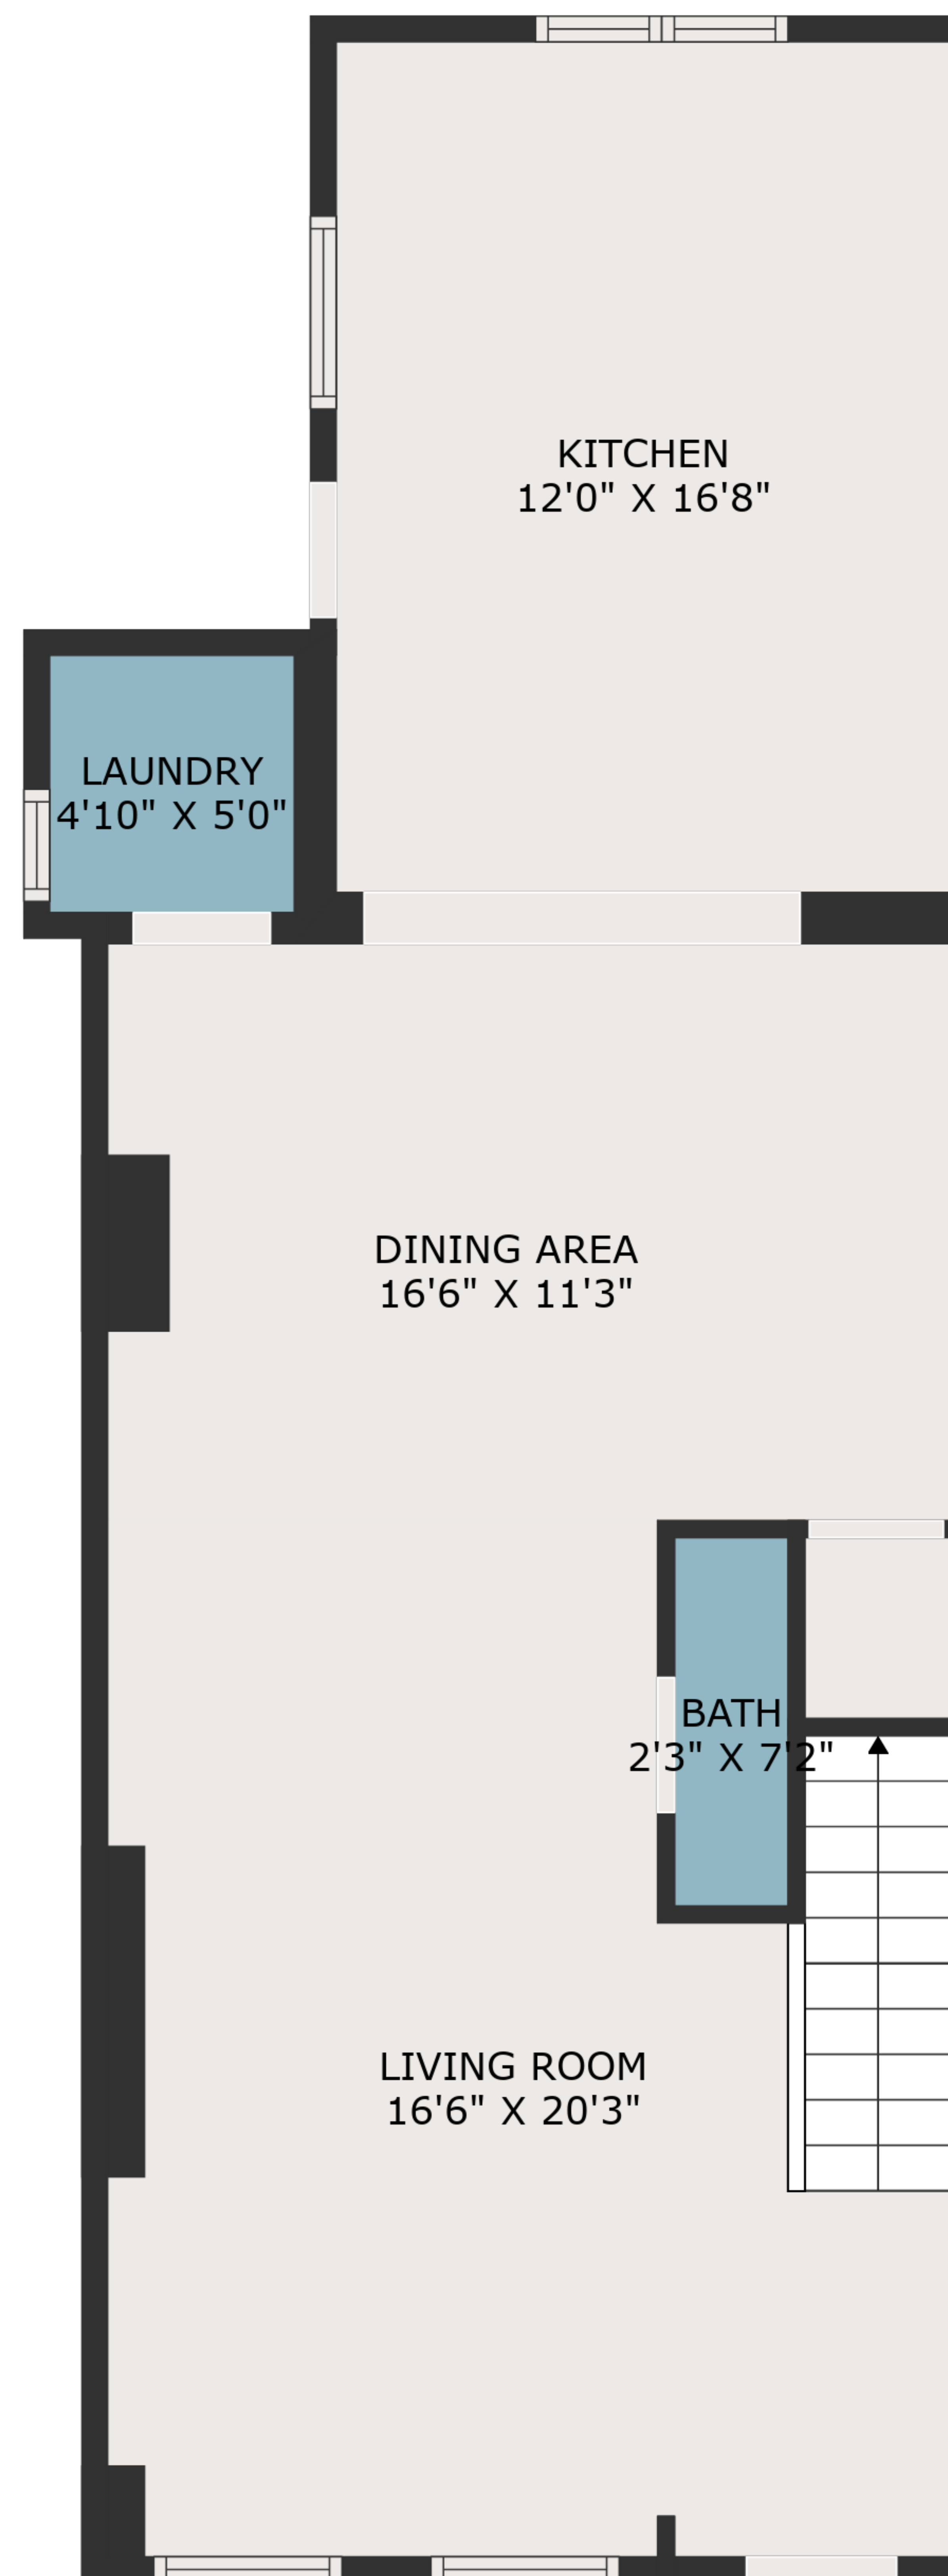 KITCHEN
12'0" X 16'8"
LAUNDRY
4'10" X 5'0"
DINING AREA
16'6" X 11'3"
BATH
2'3" X 7'2"
LIVING ROOM
16'6" X 20'3"